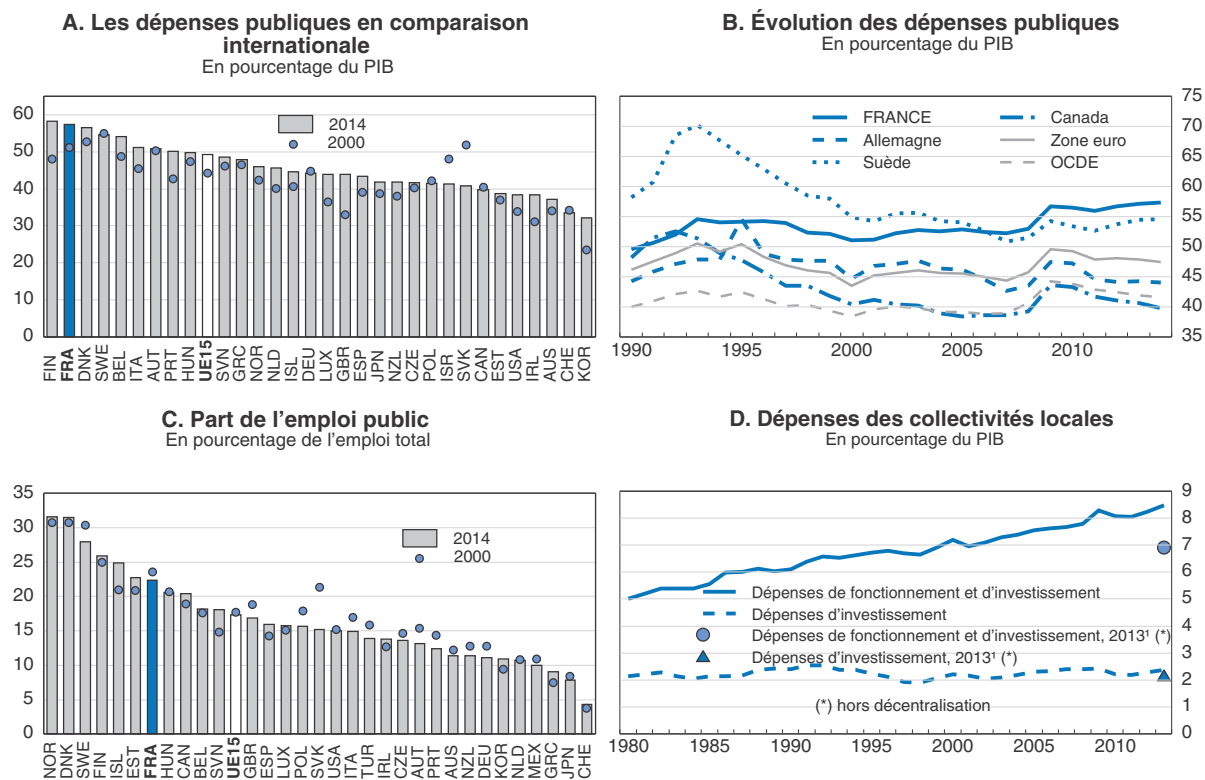 A. Les dépenses publiques en comparaison
internationale
En pourcentage du PIB
60
50
40
30
20
10
0
2014
2000
FIN
FRA
DNK
SWE
BEL
ITA
AUT
PRT
HUN
UE15
SVN
GRC
NOR
NLD
ISL
DEU
LUX
GBR
ESP
JPN
NZL
CZE
POL
ISR
SVK
CAN
EST
USA
IRL
AUS
CHE
KOR
B. Évolution des dépenses publiques
En pourcentage du PIB
FRANCE
Allemagne
Suède
Canada
Zone euro
OCDE
75
70
65
60
55
50
45
40
35
1990
1995
2000
2005
2010
C. Part de l'emploi public
En pourcentage de l'emploi total
35
30
25
20
15
10
5
0
2014
2000
NOR
DNK
SWE
FIN
ISL
EST
FRA
HUN
CAN
BEL
SVN
UE15
GBR
ESP
LUX
POL
SVK
USA
ITA
TUR
IRL
CZE
AUT
PRT
AUS
NZL
DEU
KOR
NLD
MEX
GRC
JPN
CHE
D. Dépenses des collectivités locales
En pourcentage du PIB
9
8
7
6
5
4
3
2
1
0
Dépenses de fonctionnement et d'investissement
Dépenses d'investissement
Dépenses de fonctionnement et d'investissement, 2013¹ (*)
Dépenses d'investissement, 2013¹ (*)
(*) hors décentralisation
1980
1985
1990
1995
2000
2005
2010